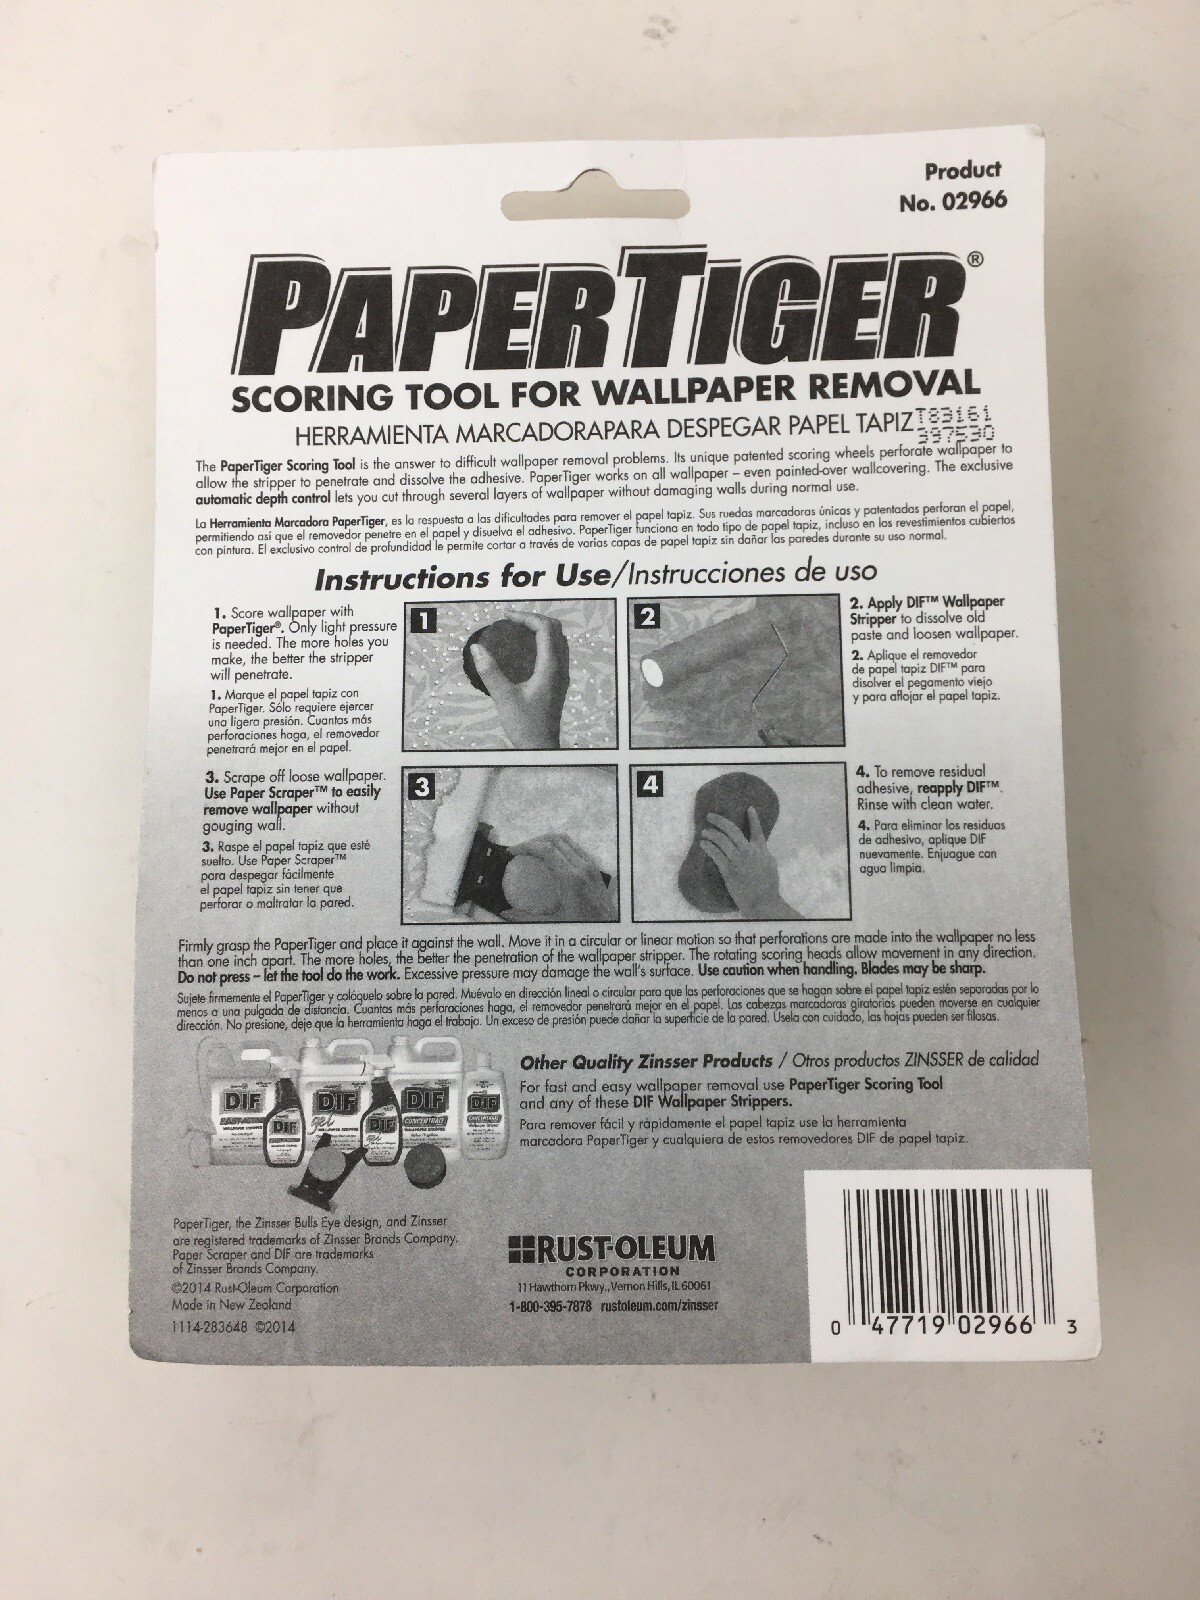 Product
No. 02966
PAPERTIGER®
SCORING TOOL FOR WALLPAPER REMOVAL
HERRAMIENTA MARCADORAPARA DESPEGAR PAPEL TAPIZ
T83161
397530
The PaperTiger Scoring Tool is the answer to difficult wallpaper removal problems. Its unique patented scoring wheels perforate wallpaper to
allow the stripper to penetrate and dissolve the adhesive. PaperTiger works on all wallpaper – even painted-over wallcovering. The exclusive
automatic depth control lets you cut through several layers of wallpaper without damaging walls during normal use.
La Herramienta Marcadora PaperTiger, es la respuesta a las dificultades para remover el papel tapiz. Sus ruedas marcadoras únicas y patentadas perforan el papel,
permitiendo asi que el removedor penetre en el papel y disuelva el adhesivo. PaperTiger funciona en todo tipo de papel tapiz, incluso en los revestimientos cubiertos
con pintura. El exclusivo control de profundidad le permite cortar a través de varias capas de papel tapiz sin dañar las paredes durante su uso normal.
Instructions for Use/Instrucciones de uso
1. Score wallpaper with
PaperTiger®. Only light pressure
is needed. The more holes you
make, the better the stripper
will penetrate.
1. Marque el papel tapiz con
PaperTiger. Sólo requiere ejercer
una ligera presión. Cuantas más
perforaciones haga, el removedor
penetrará mejor en el papel.
1
2
2. Apply DIF™ Wallpaper
Stripper to dissolve old
paste and loosen wallpaper.
2. Aplique el removedor
de papel tapiz DIF™ para
disolver el pegamento viejo
y para aflojar el papel tapiz.
3. Scrape off loose wallpaper.
Use Paper Scraper™ to easily
remove wallpaper without
gouging wall.
3. Raspe el papel tapiz que esté
suelto. Use Paper Scraper™
para despegar fácilmente
el papel tapiz sin tener que
perforar o maltratar la pared.
3
4
4. To remove residual
adhesive, reapply DIF™.
Rinse with clean water.
4. Para eliminar los residuos
de adhesivo, aplique DIF
nuevamente. Enjuague con
agua limpia.
Firmly grasp the PaperTiger and place it against the wall. Move it in a circular or linear motion so that perforations are made into the wallpaper no less
than one inch apart. The more holes, the better the penetration of the wallpaper stripper. The rotating scoring heads allow movement in any direction.
Do not press – let the tool do the work. Excessive pressure may damage the wall's surface. Use caution when handling. Blades may be sharp.
Sujete firmemente el PaperTiger y colóquelo sobre la pared. Muévalo en dirección lineal o circular para que las perforaciones que se hagan sobre el papel tapiz estén separadas por lo
menos a una pulgada de distancia. Cuantas más perforaciones haga, el removedor penetrará mejor en el papel. Las cabezas marcadoras giratorias pueden moverse en cualquier
dirección. No presione, deje que la herramienta haga el trabajo. Un exceso de presión puede dañar la superficie de la pared. Usela con cuidado, las hojas pueden ser filosas.
DIF
DIF
DIF
gel
DIF
gel
DIF
CONCENTRATE
DIF
Other Quality Zinsser Products / Otros productos ZINSSER de calidad
For fast and easy wallpaper removal use PaperTiger Scoring Tool
and any of these DIF Wallpaper Strippers.
Para remover fácil y rápidamente el papel tapiz use la herramienta
marcadora PaperTiger y cualquiera de estos removedores DIF de papel tapiz.
PaperTiger, the Zinsser Bulls Eye design, and Zinsser
are registered trademarks of Zinsser Brands Company.
Paper Scraper and DIF are trademarks
of Zinsser Brands Company.
©2014 Rust-Oleum Corporation
Made in New Zealand
1114-283648 ©2014
RUST-OLEUM
CORPORATION
11 Hawthorn Pkwy., Vernon Hills, IL 60061
1-800-395-7878 rustoleum.com/zinsser
0 47719 02966 3